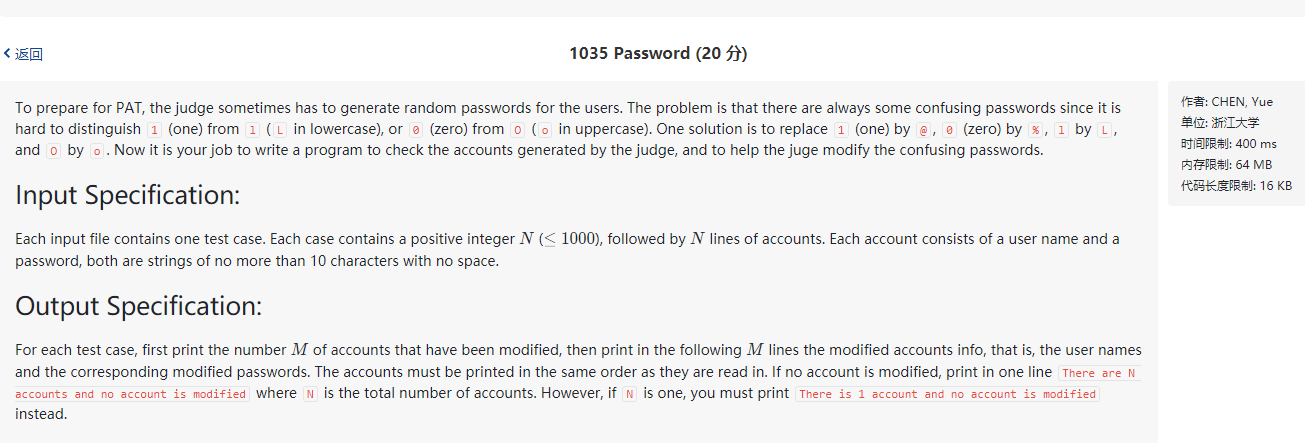 返回
1035 Password (20 分)
To prepare for PAT, the judge sometimes has to generate random passwords for the users. The problem is that there are always some confusing passwords since it is
hard to distinguish 1 (one) from l (L in lowercase), or 0 (zero) from O (o in uppercase). One solution is to replace 1 (one) by @, 0 (zero) by %, l by L,
and O by o. Now it is your job to write a program to check the accounts generated by the judge, and to help the juge modify the confusing passwords.
Input Specification:
Each input file contains one test case. Each case contains a positive integer N (≤ 1000), followed by N lines of accounts. Each account consists of a user name and a
password, both are strings of no more than 10 characters with no space.
Output Specification:
For each test case, first print the number M of accounts that have been modified, then print in the following M lines the modified accounts info, that is, the user names
and the corresponding modified passwords. The accounts must be printed in the same order as they are read in. If no account is modified, print in one line There are N
accounts and no account is modified where N is the total number of accounts. However, if N is one, you must print There is 1 account and no account is modified
instead.
作者: CHEN, Yue
单位: 浙江大学
时间限制: 400 ms
内存限制: 64 MB
代码长度限制: 16 KB